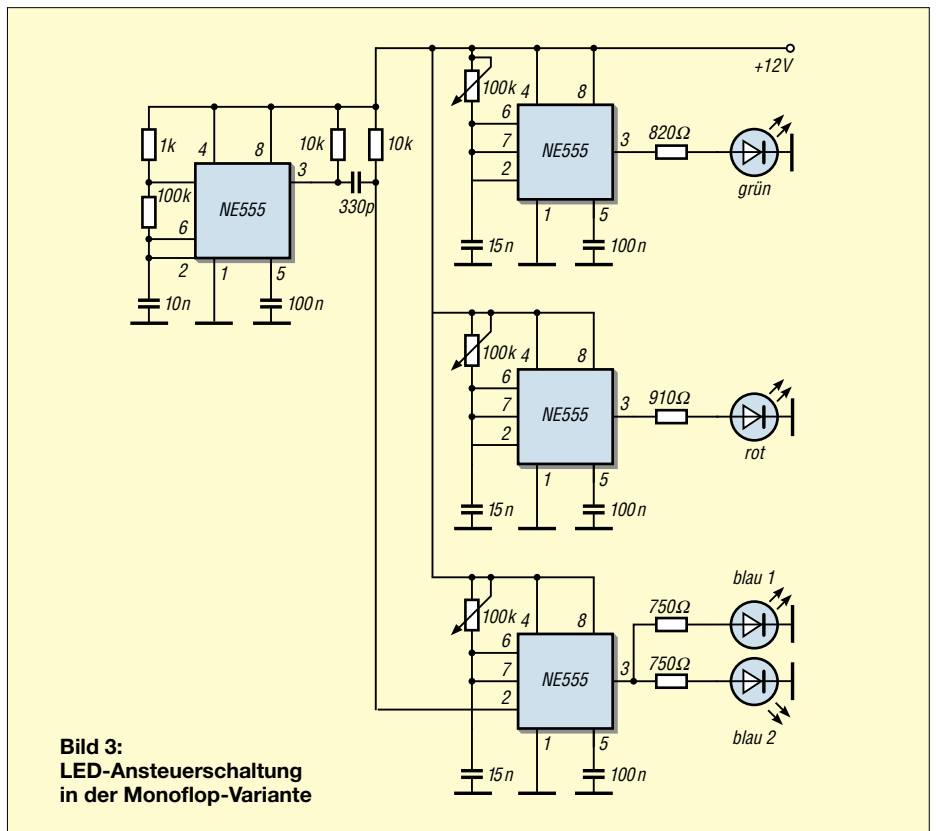 +12V
1k
100k
4
8
6
2
1
5
NE555
3
10k
10k
330p
10n
100n
100k
4
8
6
7
2
NE555
3
1
5
820Ω
grün
15n
100n
100k
4
8
6
7
2
NE555
3
1
5
910Ω
rot
15n
100n
100k
4
8
6
7
2
NE555
3
1
5
750Ω
750Ω
blau 1
blau 2
15n
100n
Bild 3:
LED-Ansteuerschaltung
in der Monoflop-Variante